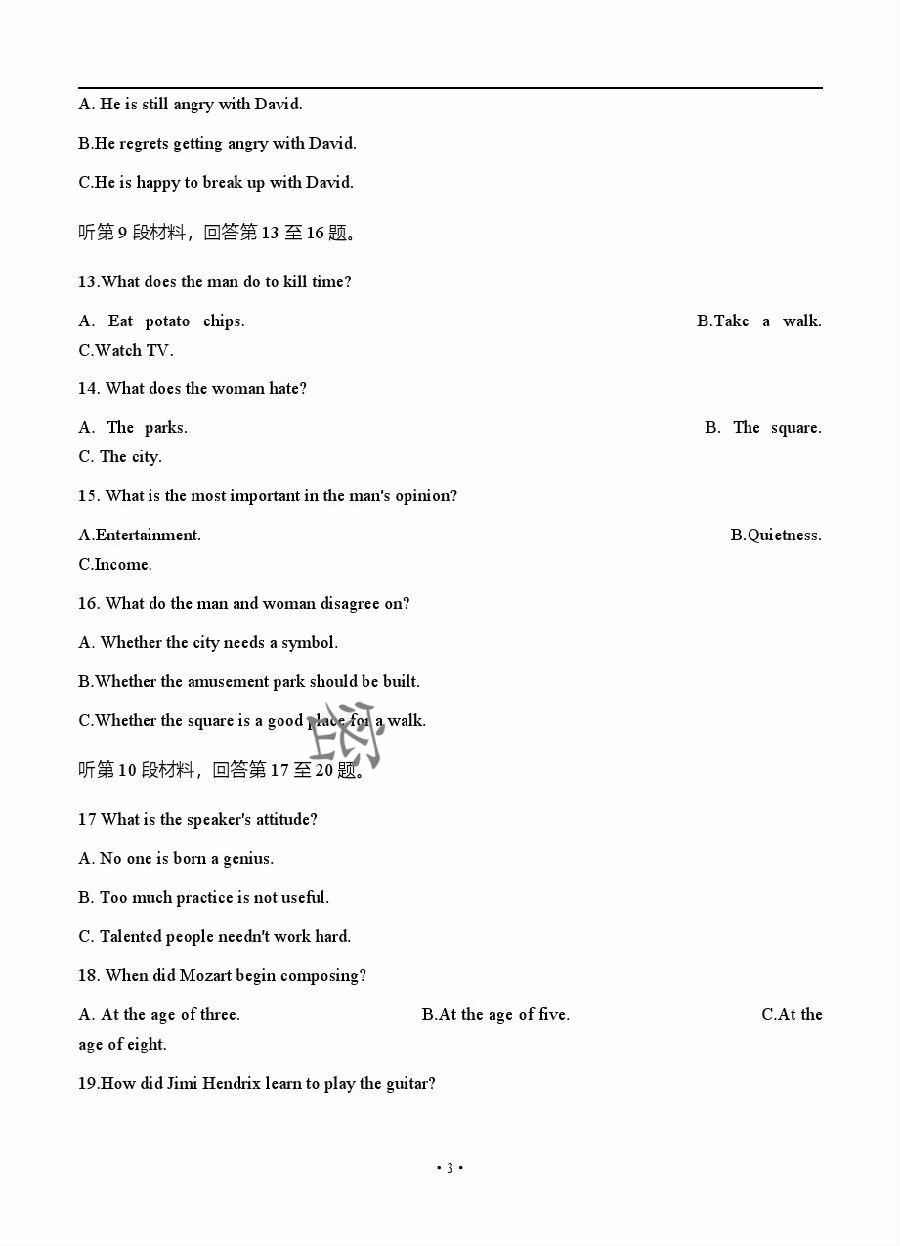 A. He is still angry with David.
B.He regrets getting angry with David.
C.He is happy to break up with David.
听第 9 段材料，回答第 13 至 16 题。
13.What does the man do to kill time?
A. Eat potato chips. B.Take a walk.
C.Watch TV.
14. What does the woman hate?
A. The parks. B. The square.
C. The city.
15. What is the most important in the man's opinion?
A.Entertainment. B.Quietness.
C.Income.
16. What do the man and woman disagree on?
A. Whether the city needs a symbol.
B.Whether the amusement park should be built.
C.Whether the square is a good place for a walk.
听第 10 段材料，回答第 17 至 20 题。
17 What is the speaker's attitude?
A. No one is born a genius.
B. Too much practice is not useful.
C. Talented people needn't work hard.
18. When did Mozart begin composing?
A. At the age of three. B.At the age of five. C.At the
age of eight.
19.How did Jimi Hendrix learn to play the guitar?
• 3 •